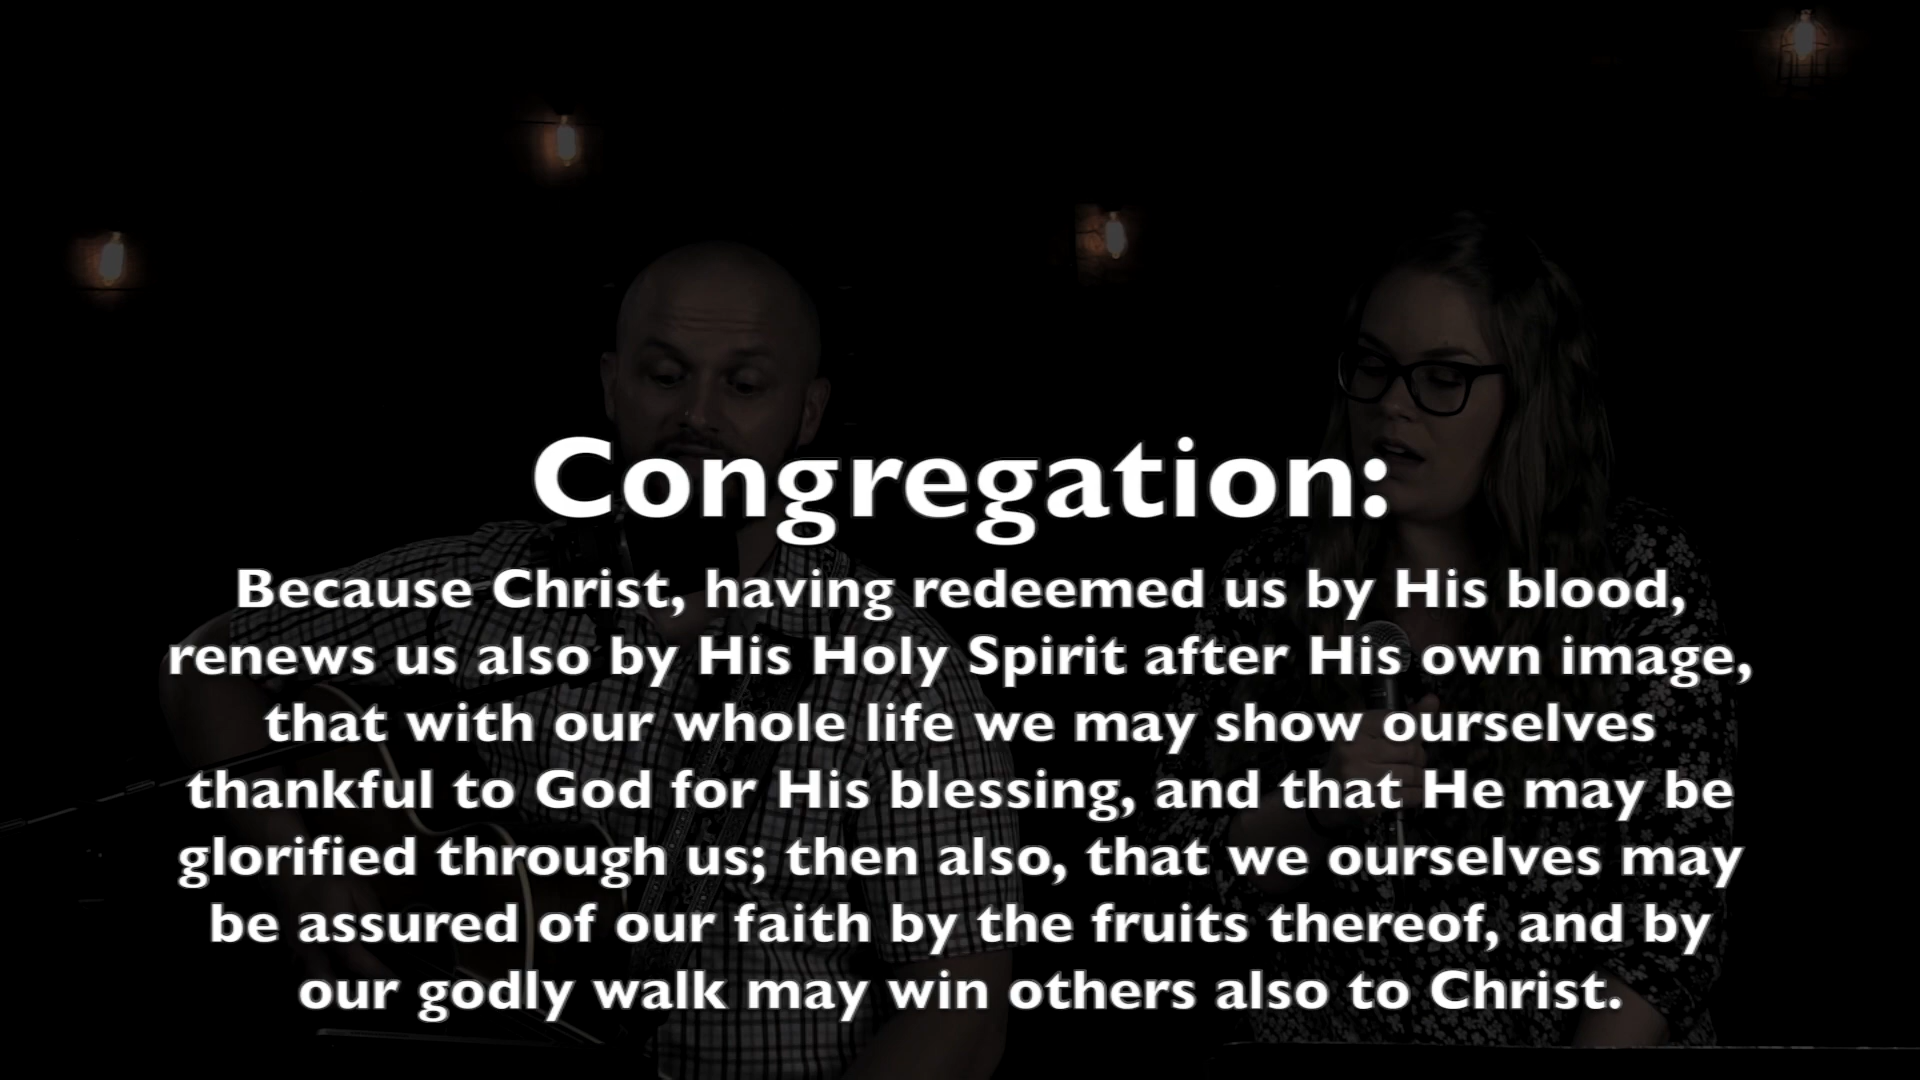 Congregation:
Because Christ, having redeemed us by His blood,
renews us also by His Holy Spirit after His own image,
that with our whole life we may show ourselves
thankful to God for His blessing, and that He may be
glorified through us; then also, that we ourselves may
be assured of our faith by the fruits thereof, and by
our godly walk may win others also to Christ.